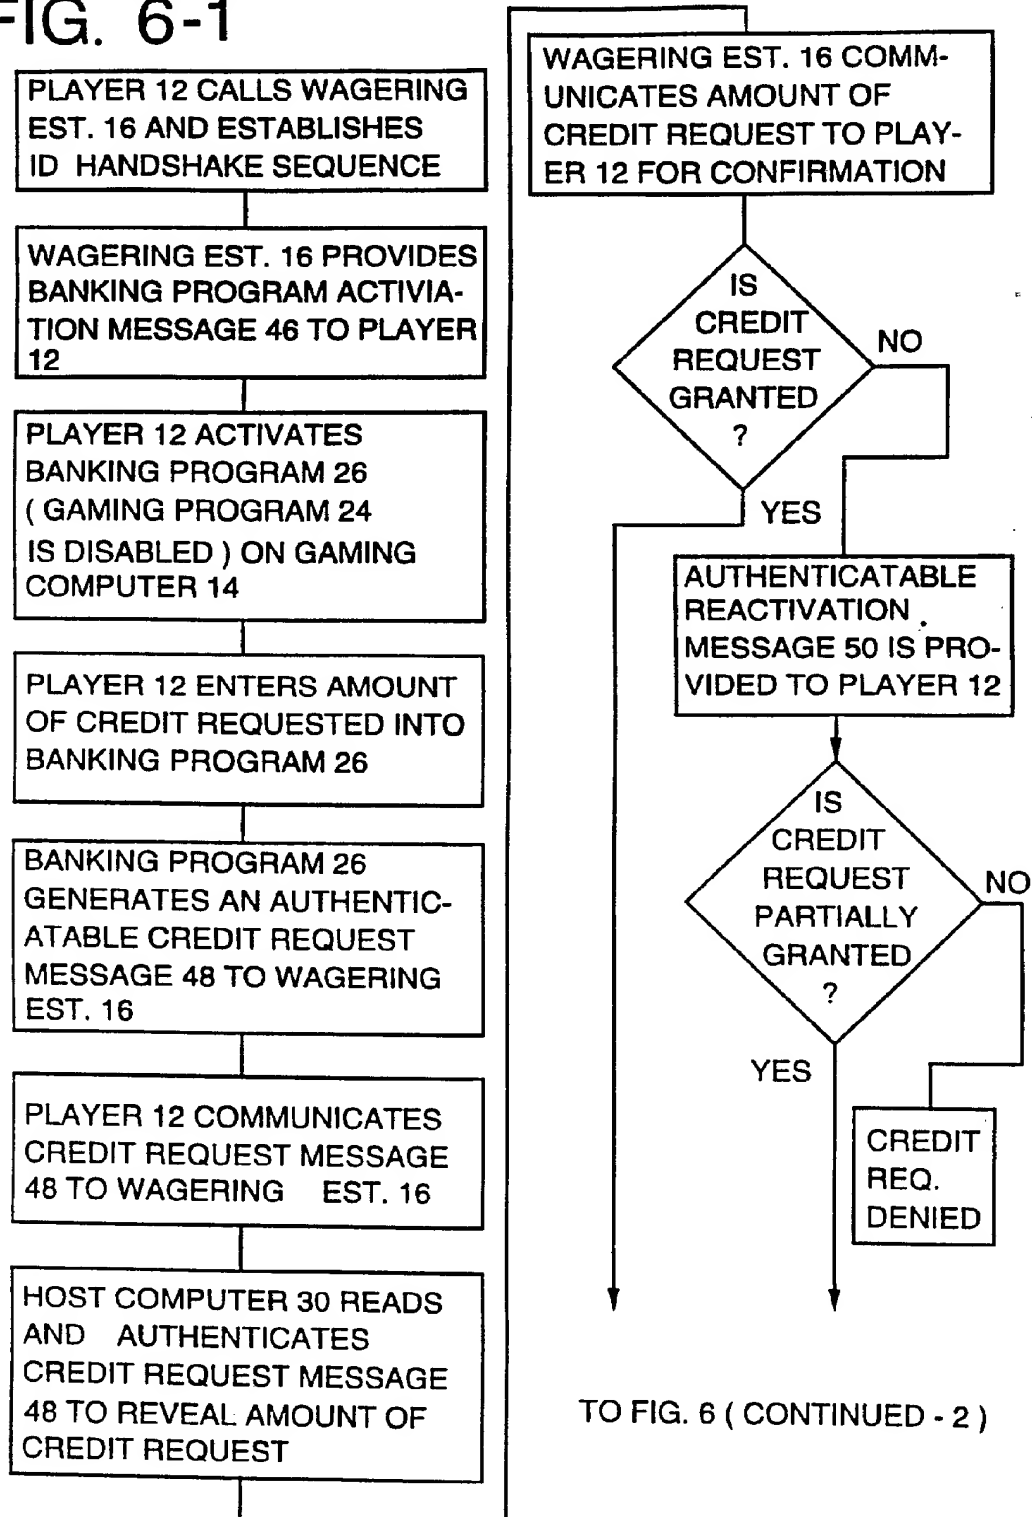 FIG. 6-1
PLAYER 12 CALLS WAGERING
EST. 16 AND ESTABLISHES
ID HANDSHAKE SEQUENCE
WAGERING EST. 16 PROVIDES
BANKING PROGRAM ACTIVIA-
TION MESSAGE 46 TO PLAYER
12
PLAYER 12 ACTIVATES
BANKING PROGRAM 26
( GAMING PROGRAM 24
IS DISABLED ) ON GAMING
COMPUTER 14
PLAYER 12 ENTERS AMOUNT
OF CREDIT REQUESTED INTO
BANKING PROGRAM 26
BANKING PROGRAM 26
GENERATES AN AUTHENTIC-
ATABLE CREDIT REQUEST
MESSAGE 48 TO WAGERING
EST. 16
PLAYER 12 COMMUNICATES
CREDIT REQUEST MESSAGE
48 TO WAGERING EST. 16
HOST COMPUTER 30 READS
AND AUTHENTICATES
CREDIT REQUEST MESSAGE
48 TO REVEAL AMOUNT OF
CREDIT REQUEST
WAGERING EST. 16 COMM-
UNICATES AMOUNT OF
CREDIT REQUEST TO PLAY-
ER 12 FOR CONFIRMATION
IS
CREDIT
REQUEST
GRANTED
?
NO
YES
AUTHENTICATABLE
REACTIVATION
MESSAGE 50 IS PRO-
VIDED TO PLAYER 12
IS
CREDIT
REQUEST
PARTIALLY
GRANTED
?
NO
YES
CREDIT
REQ.
DENIED
TO FIG. 6 ( CONTINUED - 2 )